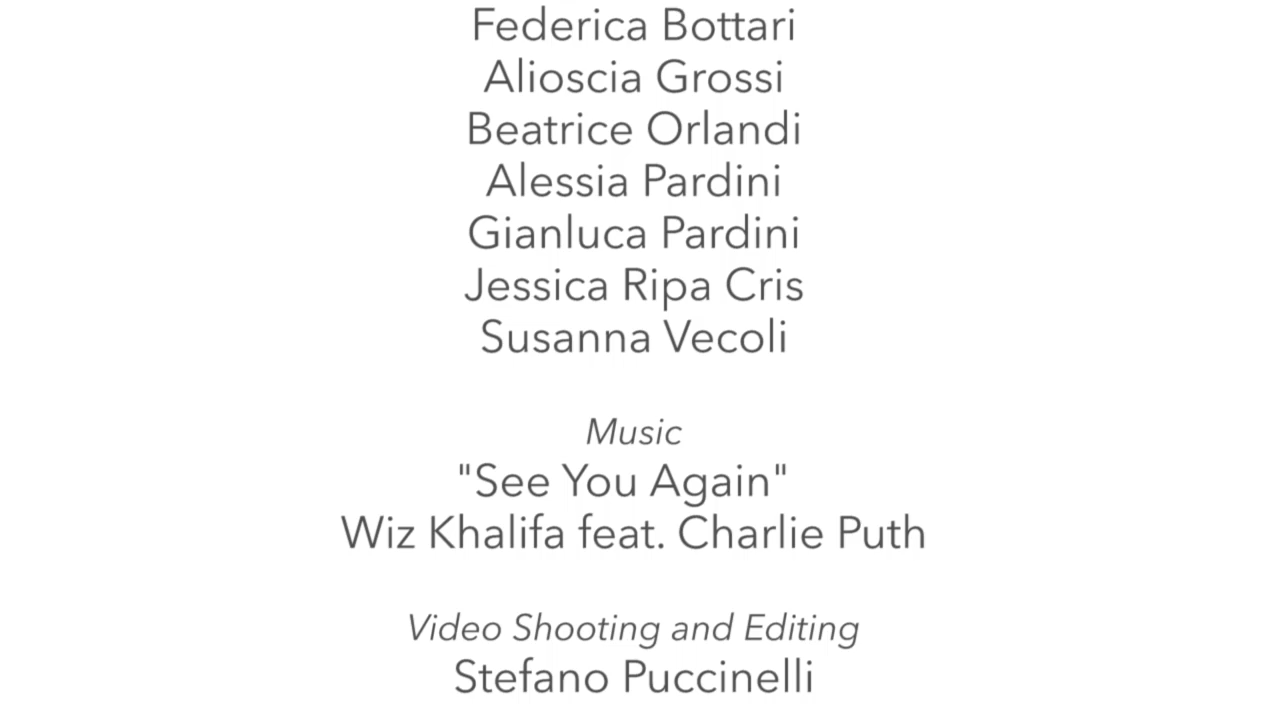 Federica Bottari
Alioscia Grossi
Beatrice Orlandi
Alessia Pardini
Gianluca Pardini
Jessica Ripa Cris
Susanna Vecoli
Music
"See You Again"
Wiz Khalifa feat. Charlie Puth
Video Shooting and Editing
Stefano Puccinelli